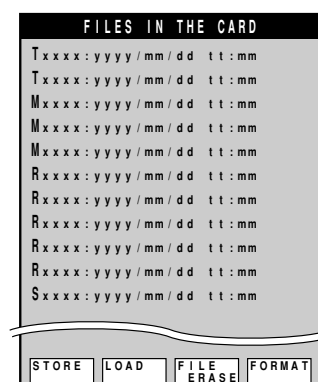 FILES IN THE CARD
Txxxx:yyyy/mm/dd tt:mm
Txxxx:yyyy/mm/dd tt:mm
Mxxxx:yyyy/mm/dd tt:mm
Mxxxx:yyyy/mm/dd tt:mm
Mxxxx:yyyy/mm/dd tt:mm
Rxxxx:yyyy/mm/dd tt:mm
Rxxxx:yyyy/mm/dd tt:mm
Rxxxx:yyyy/mm/dd tt:mm
Rxxxx:yyyy/mm/dd tt:mm
Rxxxx:yyyy/mm/dd tt:mm
Sxxxx:yyyy/mm/dd tt:mm
STORE LOAD FILE FORMAT
ERASE